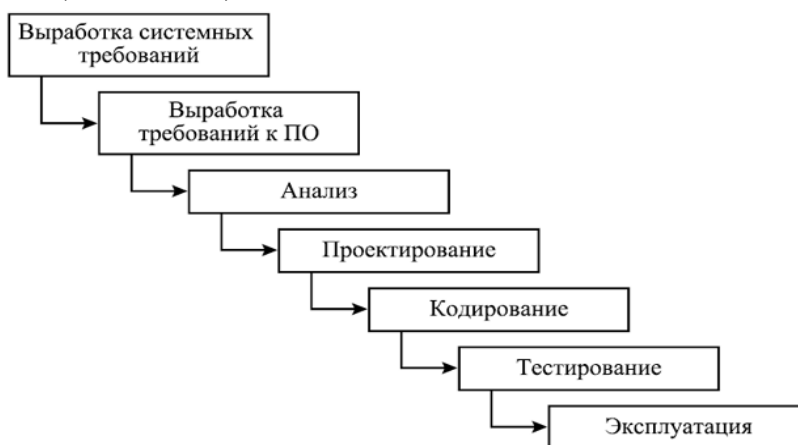 Выработка системных
требований
Выработка
требований к ПО
Анализ
Проектирование
Кодирование
Тестирование
Эксплуатация